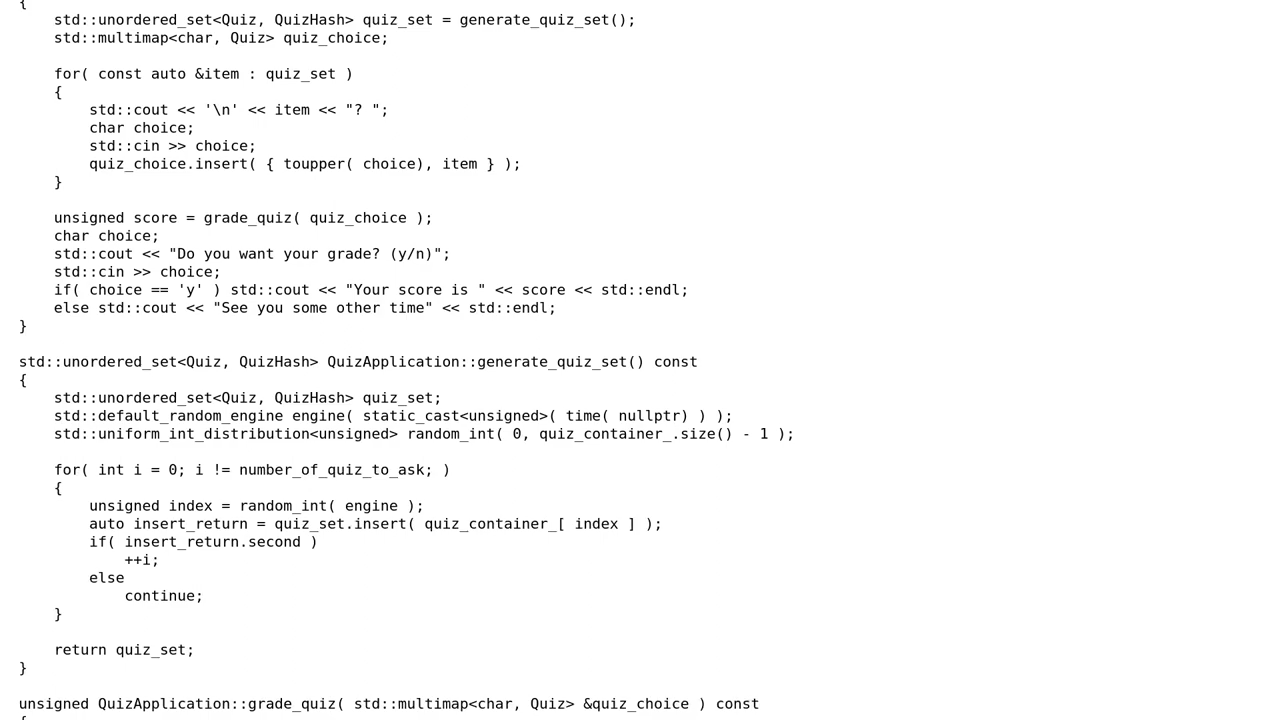 {
    std::unordered_set<Quiz, QuizHash> quiz_set = generate_quiz_set();
    std::multimap<char, Quiz> quiz_choice;

    for( const auto &item : quiz_set )
    {
        std::cout << '\n' << item << "? ";
        char choice;
        std::cin >> choice;
        quiz_choice.insert( { toupper( choice), item } );
    }

    unsigned score = grade_quiz( quiz_choice );
    char choice;
    std::cout << "Do you want your grade? (y/n)";
    std::cin >> choice;
    if( choice == 'y' ) std::cout << "Your score is " << score << std::endl;
    else std::cout << "See you some other time" << std::endl;
}

std::unordered_set<Quiz, QuizHash> QuizApplication::generate_quiz_set() const
{
    std::unordered_set<Quiz, QuizHash> quiz_set;
    std::default_random_engine engine( static_cast<unsigned>( time( nullptr) ) );
    std::uniform_int_distribution<unsigned> random_int( 0, quiz_container_.size() - 1 );

    for( int i = 0; i != number_of_quiz_to_ask; )
    {
        unsigned index = random_int( engine );
        auto insert_return = quiz_set.insert( quiz_container_[ index ] );
        if( insert_return.second )
            ++i;
        else
            continue;
    }

    return quiz_set;
}

unsigned QuizApplication::grade_quiz( std::multimap<char, Quiz> &quiz_choice ) const
{